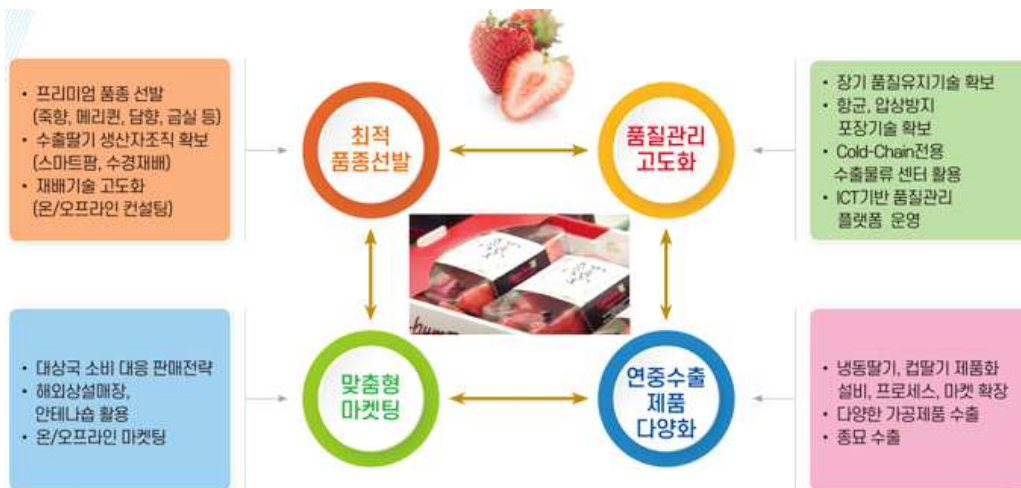 • 프리미엄 품종 선발
(죽향, 메리퀸, 담향, 금실 등)
• 수출딸기 생산자조직 확보
(스마트팜, 수경재배)
• 재배기술 고도화
(온/오프라인 컨설팅)
최적
품종선발
품질관리
고도화
• 장기 품질유지기술 확보
• 항균, 압상방지
포장기술 확보
• Cold-Chain전용
수출물류 센터 활용
• ICT기반 품질관리
플랫폼 운영
• 대상국 소비 대응 판매전략
• 해외상설매장,
안테나숍 활용
• 온/오프라인 마켓팅
맞춤형
마켓팅
연중수출
제품
다양화
• 냉동딸기, 컵딸기 제품화
설비, 프로세스, 마켓 확장
• 다양한 가공제품 수출
• 종묘 수출